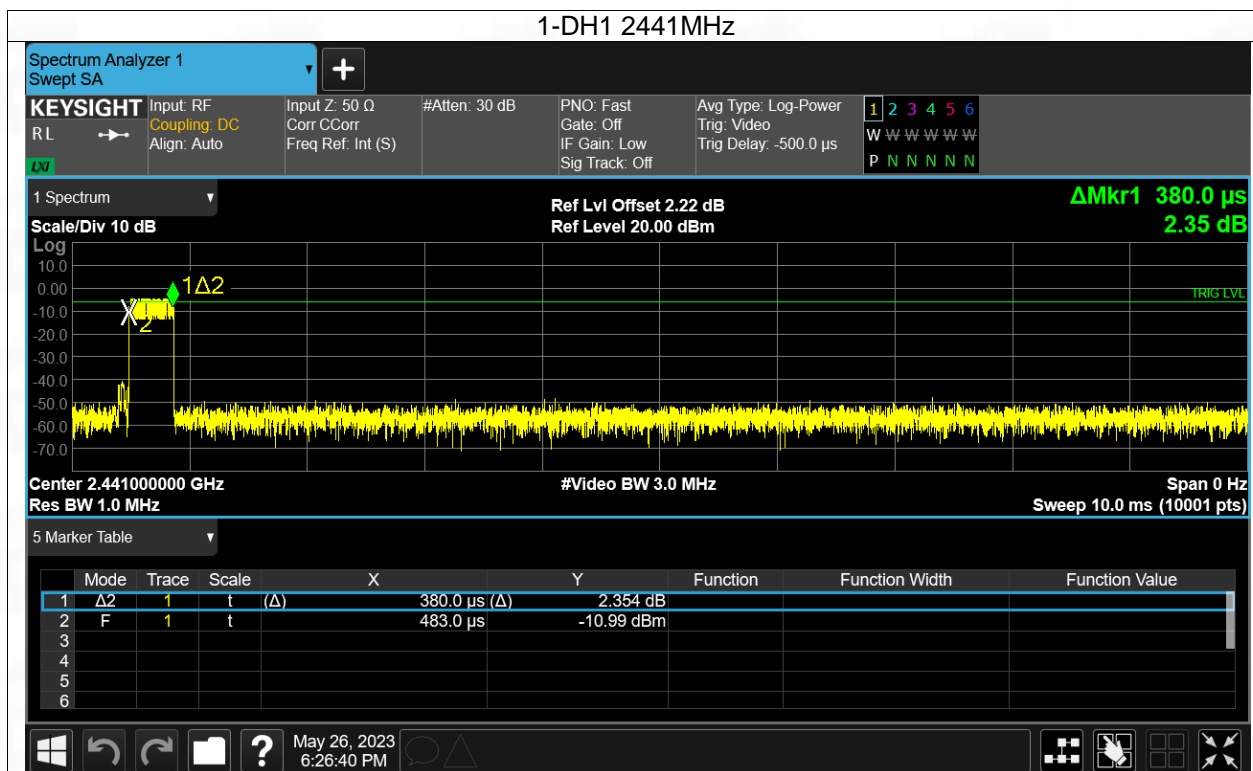 1-DH1 2441MHz
Spectrum Analyzer 1
Swept SA
+
KEYSIGHT
RL
LXI
Input: RF
Coupling: DC
Align: Auto
Input Z: 50 Ω
Corr CCorr
Freq Ref: Int (S)
#Atten: 30 dB
PNO: Fast
Gate: Off
IF Gain: Low
Sig Track: Off
Avg Type: Log-Power
Trig: Video
Trig Delay: -500.0 µs
1 2 3 4 5 6
W W W W W W
P N N N N N
1 Spectrum
Scale/Div 10 dB
Ref Lvl Offset 2.22 dB
Ref Level 20.00 dBm
ΔMkr1 380.0 µs
2.35 dB
Log
10.0
0.00
-10.0
-20.0
-30.0
-40.0
-50.0
-60.0
-70.0
1Δ2
X2
TRIG LVL
Center 2.441000000 GHz
#Video BW 3.0 MHz
Span 0 Hz
Res BW 1.0 MHz
Sweep 10.0 ms (10001 pts)
5 Marker Table
Mode Trace Scale X Y Function Function Width Function Value
1 Δ2 1 t (Δ) 380.0 µs (Δ) 2.354 dB
2 F 1 t 483.0 µs -10.99 dBm
3
4
5
6
?
May 26, 2023
6:26:40 PM